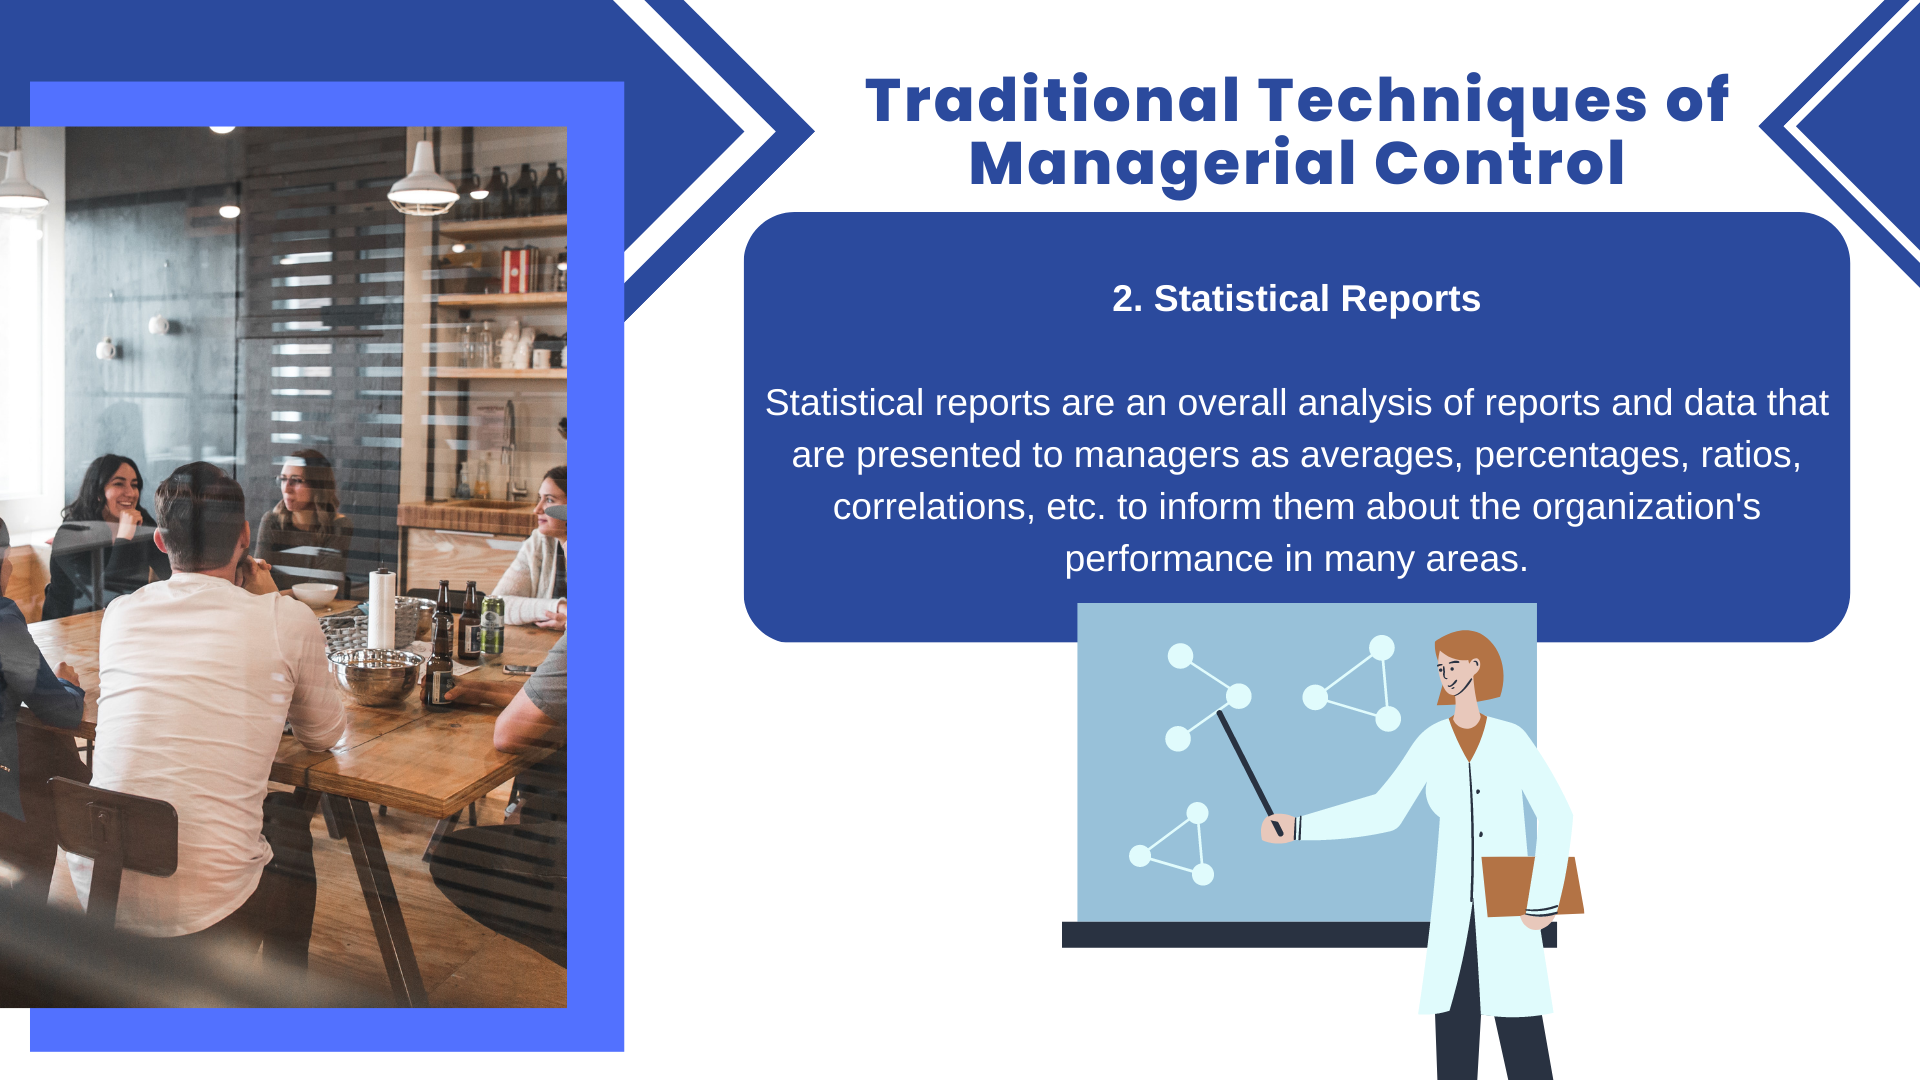 Traditional Techniques of
Managerial Control
2. Statistical Reports
Statistical reports are an overall analysis of reports and data that
are presented to managers as averages, percentages, ratios,
correlations, etc. to inform them about the organization's
performance in many areas.